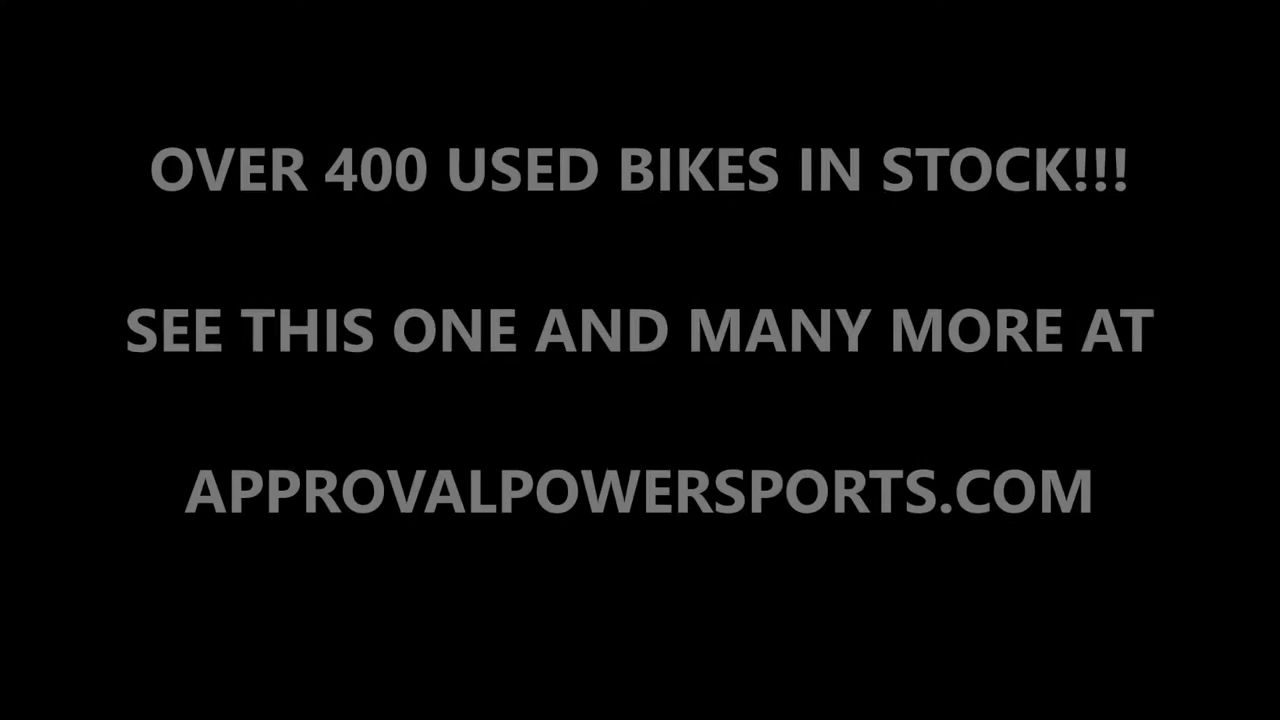 OVER 400 USED BIKES IN STOCK!!!
SEE THIS ONE AND MANY MORE AT
APPROVALPOWERSPORTS.COM